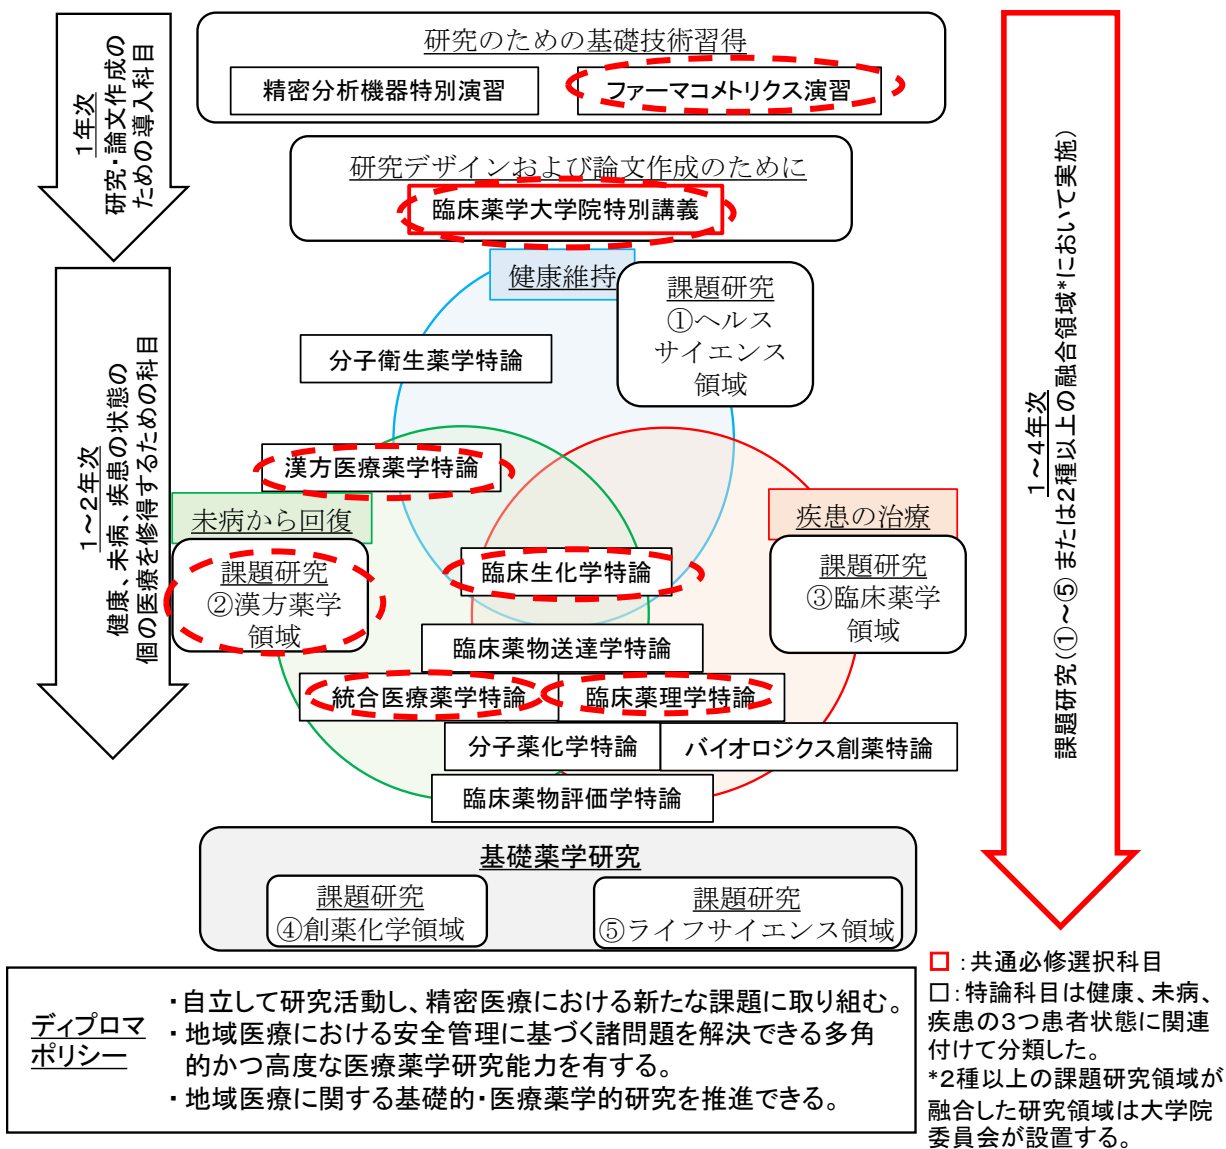 研究のための基礎技術習得
精密分析機器特別演習
ファーマコメトリクス演習
1年次
研究・論文作成の
ための導入科目
研究デザインおよび論文作成のために
臨床薬学大学院特別講義
健康維持
課題研究
①ヘルス
サイエンス
領域
分子衛生薬学特論
漢方医療薬学特論
1～2年次
健康、未病、疾患の状態の
個の医療を修得するための科目
未病から回復
課題研究
②漢方薬学
領域
疾患の治療
課題研究
③臨床薬学
領域
臨床生化学特論
臨床薬物送達学特論
統合医療薬学特論
臨床薬理学特論
分子薬化学特論
バイオロジクス創薬特論
臨床薬物評価学特論
1～4年次
課題研究(①～⑤ または2種以上の融合領域*において実施)
基礎薬学研究
課題研究
④創薬化学領域
課題研究
⑤ライフサイエンス領域
ディプロマ
ポリシー
・自立して研究活動し、精密医療における新たな課題に取り組む。
・地域医療における安全管理に基づく諸問題を解決できる多角
的かつ高度な医療薬学研究能力を有する。
・地域医療に関する基礎的・医療薬学的研究を推進できる。
□：共通必修選択科目
□：特論科目は健康、未病、
疾患の3つ患者状態に関連
付けて分類した。
*2種以上の課題研究領域が
融合した研究領域は大学院
委員会が設置する。